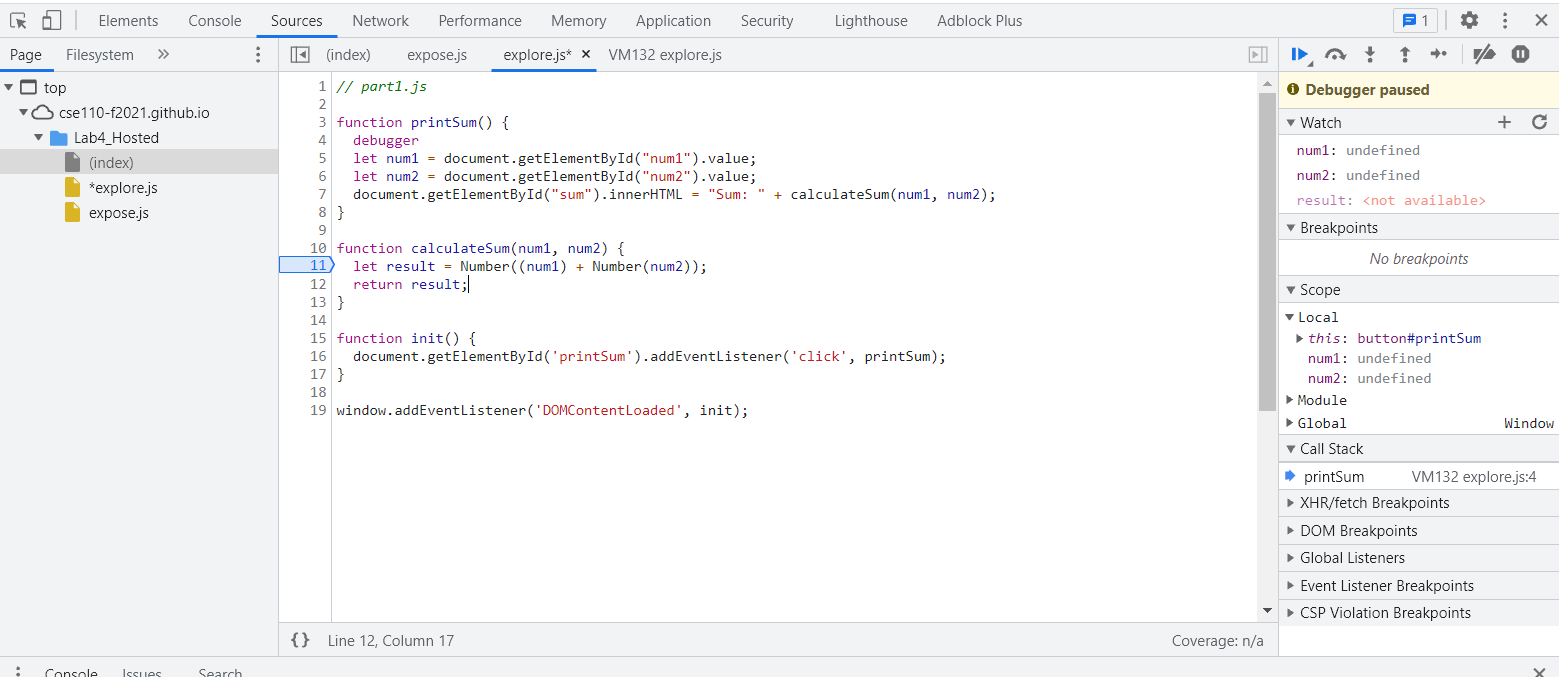 Elements Console Sources Network Performance Memory Application Security Lighthouse Adblock Plus 1
Page Filesystem » (index) expose.js explore.js* × VM132 explore.js
top
cse110-f2021.github.io
Lab4_Hosted
(index)
*explore.js
expose.js
1 // part1.js
2
3 function printSum() {
4   debugger
5   let num1 = document.getElementById("num1").value;
6   let num2 = document.getElementById("num2").value;
7   document.getElementById("sum").innerHTML = "Sum: " + calculateSum(num1, num2);
8 }
9
10 function calculateSum(num1, num2) {
11   let result = Number((num1) + Number(num2));
12   return result;
13 }
14
15 function init() {
16   document.getElementById('printSum').addEventListener('click', printSum);
17 }
18
19 window.addEventListener('DOMContentLoaded', init);
{} Line 12, Column 17 Coverage: n/a
Debugger paused
Watch
num1: undefined
num2: undefined
result: <not available>
Breakpoints
No breakpoints
Scope
Local
this: button#printSum
num1: undefined
num2: undefined
Module
Global Window
Call Stack
printSum VM132 explore.js:4
XHR/fetch Breakpoints
DOM Breakpoints
Global Listeners
Event Listener Breakpoints
CSP Violation Breakpoints
Console Issues Search